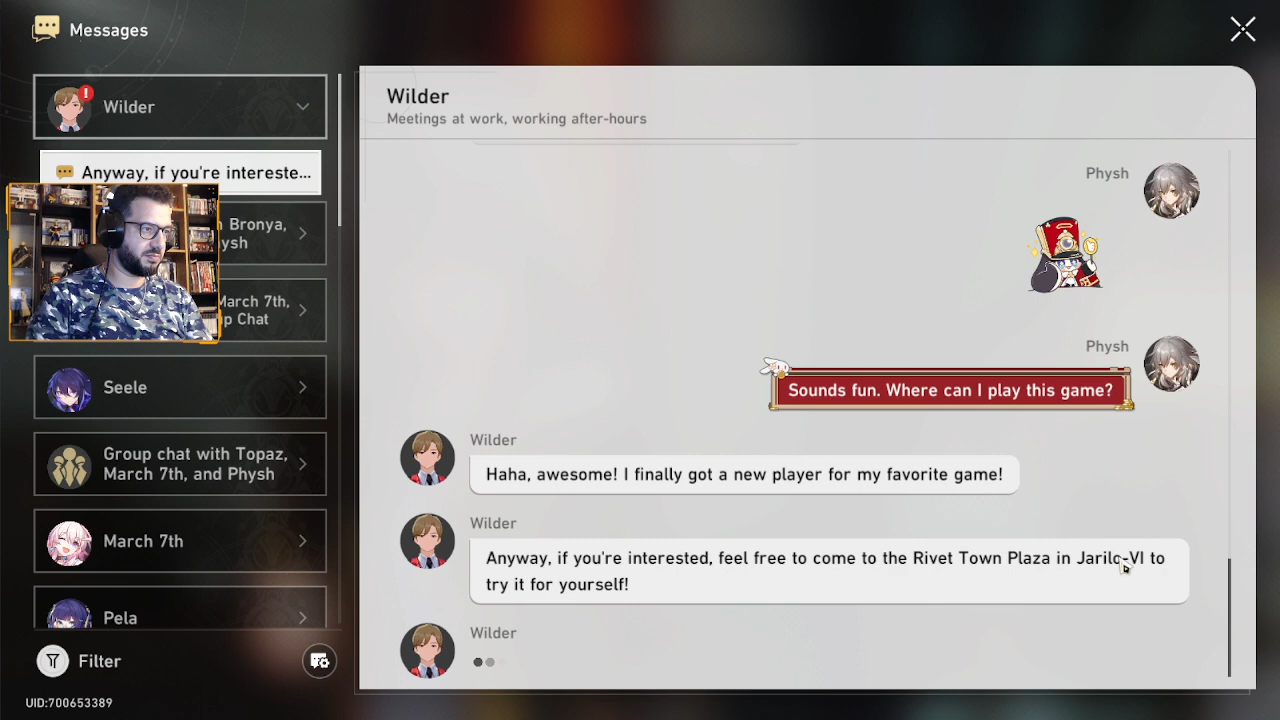 Messages
Wilder
Anyway, if you're intereste...
Bronya,
ysh
March 7th,
p Chat
Seele
Group chat with Topaz,
March 7th, and Physh
March 7th
Pela
Filter
UID:700653389
Wilder
Meetings at work, working after-hours
Physh
Physh
Sounds fun. Where can I play this game?
Wilder
Haha, awesome! I finally got a new player for my favorite game!
Wilder
Anyway, if you're interested, feel free to come to the Rivet Town Plaza in Jarilo-VI to
try it for yourself!
Wilder